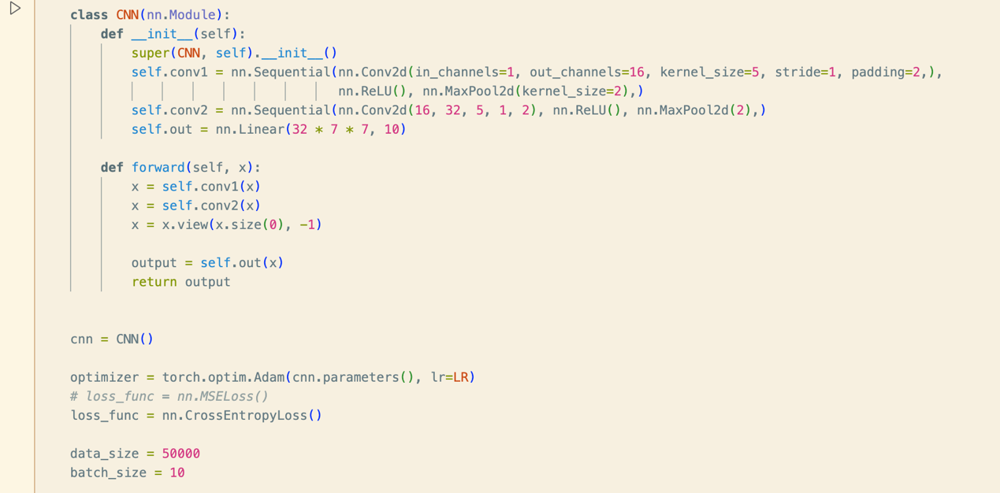 class CNN(nn.Module):
    def __init__(self):
        super(CNN, self).__init__()
        self.conv1 = nn.Sequential(nn.Conv2d(in_channels=1, out_channels=16, kernel_size=5, stride=1, padding=2,),
                                   nn.ReLU(), nn.MaxPool2d(kernel_size=2),)
        self.conv2 = nn.Sequential(nn.Conv2d(16, 32, 5, 1, 2), nn.ReLU(), nn.MaxPool2d(2),)
        self.out = nn.Linear(32 * 7 * 7, 10)

    def forward(self, x):
        x = self.conv1(x)
        x = self.conv2(x)
        x = x.view(x.size(0), -1)

        output = self.out(x)
        return output


cnn = CNN()

optimizer = torch.optim.Adam(cnn.parameters(), lr=LR)
# loss_func = nn.MSELoss()
loss_func = nn.CrossEntropyLoss()

data_size = 50000
batch_size = 10